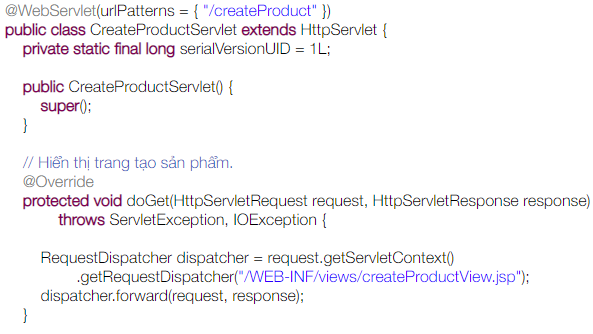 @WebServlet(urlPatterns = { "/createProduct" })
public class CreateProductServlet extends HttpServlet {
private static final long serialVersionUID = 1L;
public CreateProductServlet() {
super();
}
// Hiển thị trang tạo sản phẩm.
@Override
protected void doGet(HttpServletRequest request, HttpServletResponse response)
throws ServletException, IOException {
RequestDispatcher dispatcher = request.getServletContext()
.getRequestDispatcher("/WEB-INF/views/createProductView.jsp");
dispatcher.forward(request, response);
}